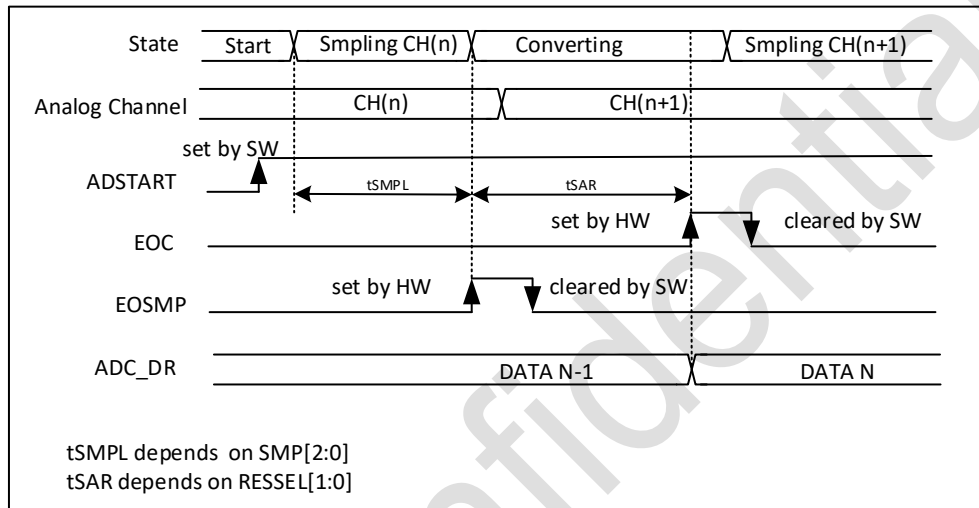 State Start Smpling CH(n) Converting Smpling CH(n+1)
Analog Channel CH(n) CH(n+1)
set by SW
ADSTART
tSMPL tSAR
set by HW cleared by SW
EOC
set by HW cleared by SW
EOSMP
ADC_DR DATA N-1 DATA N
tSMPL depends on SMP[2:0]
tSAR depends on RESSEL[1:0]
onfidentia